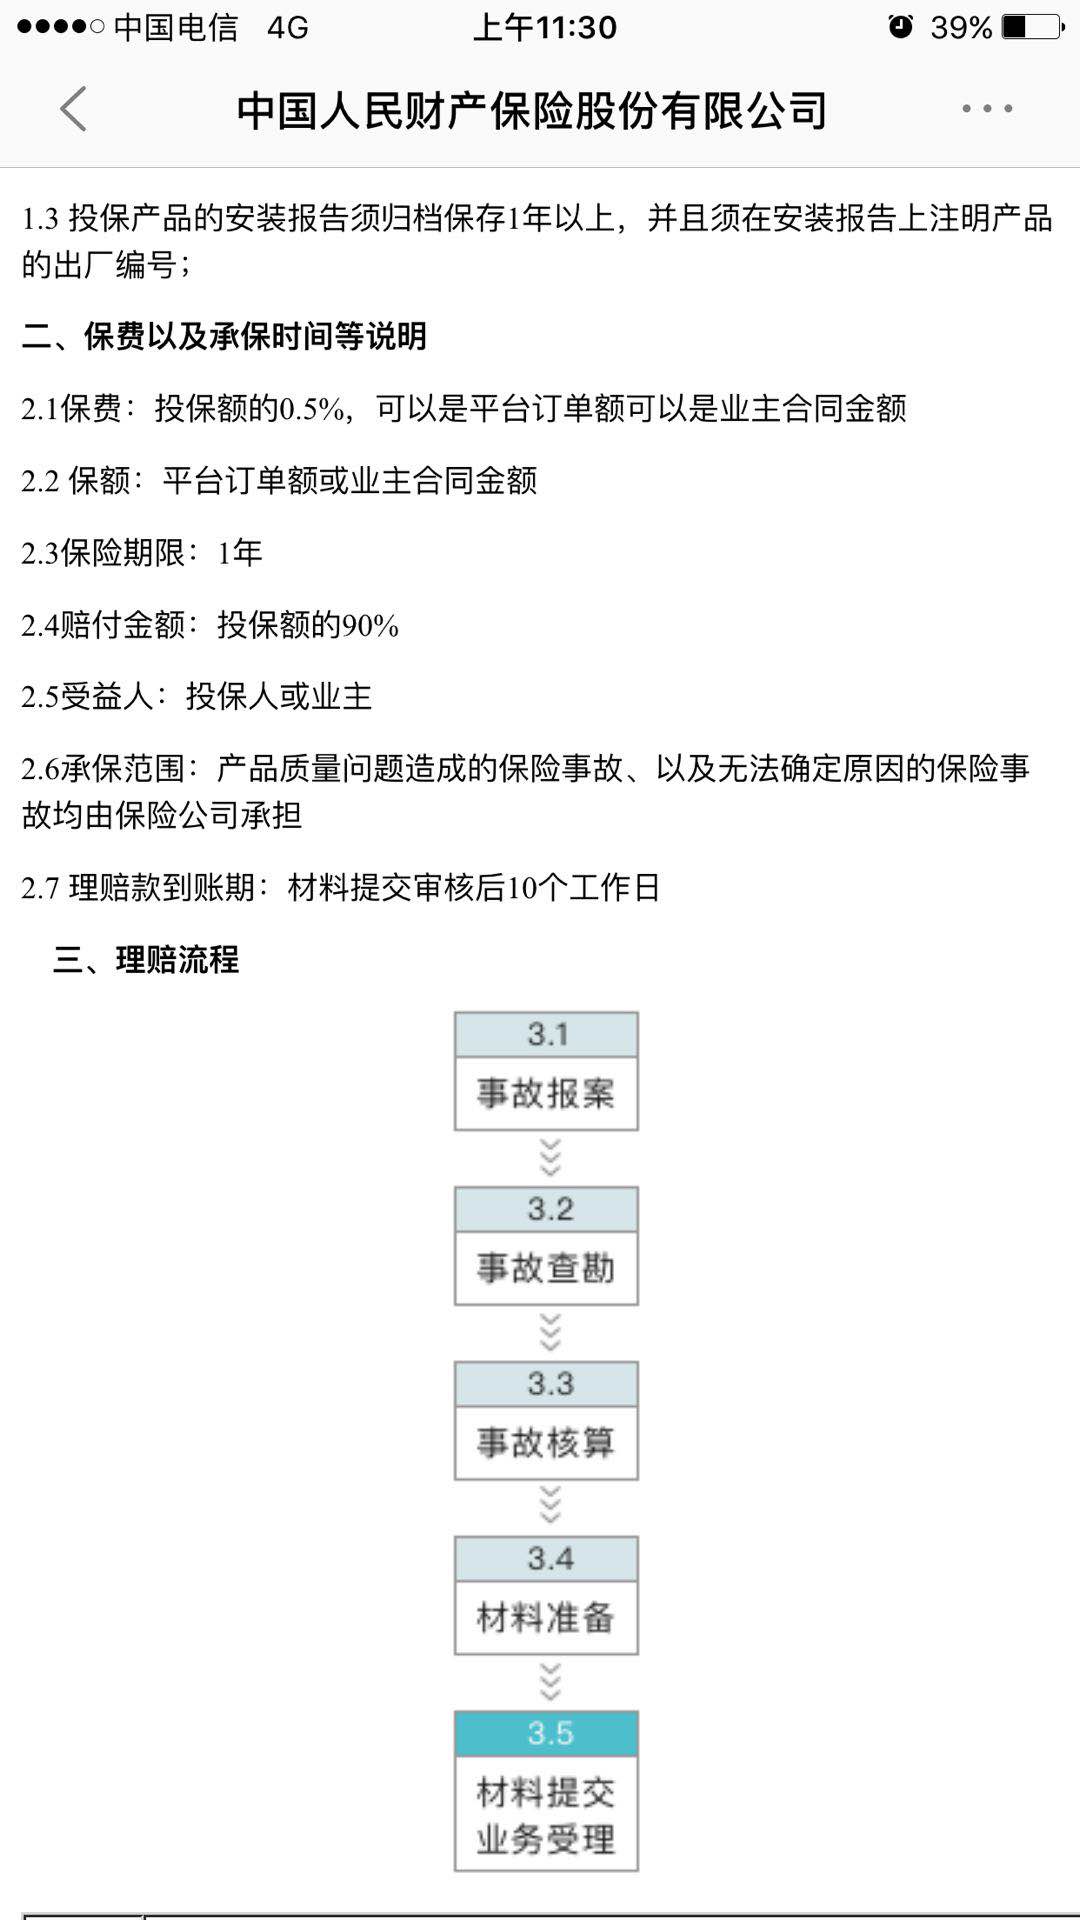 中国电信 4G 上午11:30 39%
中国人民财产保险股份有限公司
1.3 投保产品的安装报告须归档保存1年以上，并且须在安装报告上注明产品
的出厂编号；
二、保费以及承保时间等说明
2.1保费：投保额的0.5%，可以是平台订单额可以是业主合同金额
2.2 保额：平台订单额或业主合同金额
2.3保险期限：1年
2.4赔付金额：投保额的90%
2.5受益人：投保人或业主
2.6承保范围：产品质量问题造成的保险事故、以及无法确定原因的保险事
故均由保险公司承担
2.7 理赔款到账期：材料提交审核后10个工作日
三、理赔流程
3.1
事故报案
3.2
事故查勘
3.3
事故核算
3.4
材料准备
3.5
材料提交
业务受理